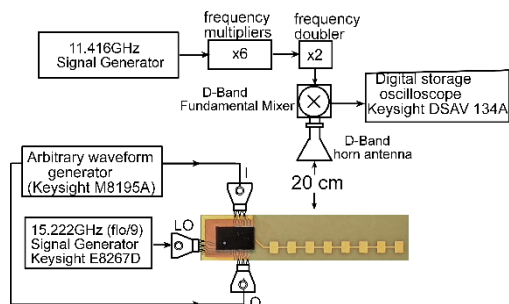 frequency
multipliers
frequency
doubler
11.416GHz
Signal Generator
x6
x2
D-Band
Fundamental Mixer
Digital storage
oscilloscope
Keysight DSAV 134A
D-Band
horn antenna
20 cm
Arbitrary waveform
generator
(Keysight M8195A)
I
15.222GHz (flo/9)
Signal Generator
Keysight E8267D
LO
Q